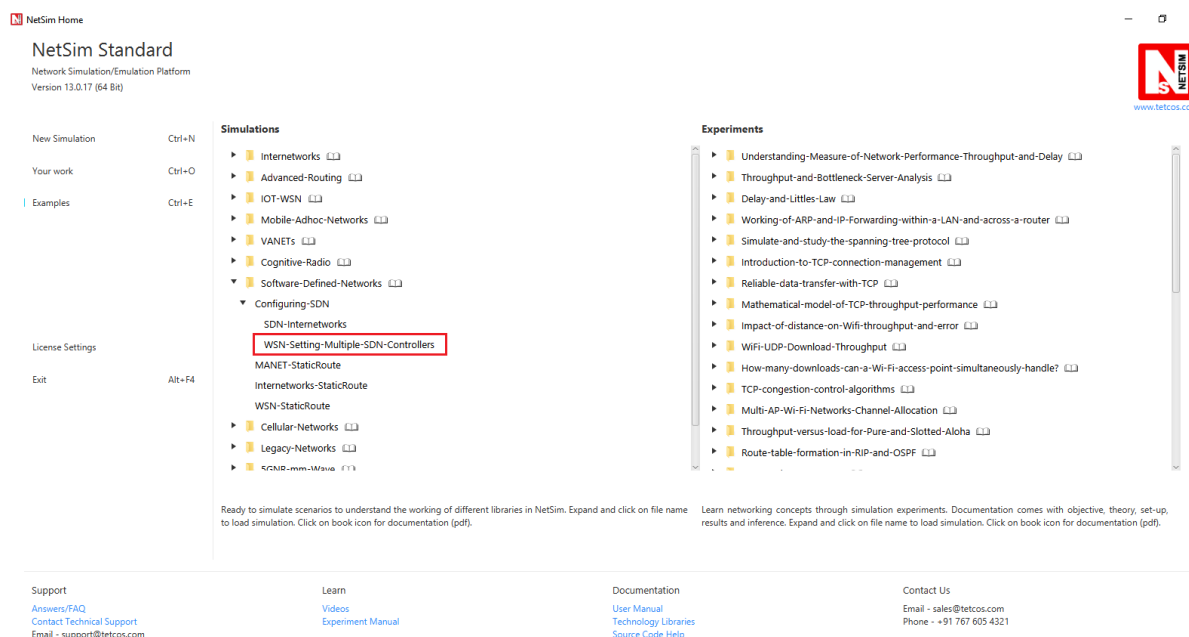 NetSim Home
NetSim Standard
Network Simulation/Emulation Platform
Version 13.0.17 (64 Bit)
N
S
NETSIM
www.tetcos.co
New Simulation Ctrl+N
Your work Ctrl+O
Examples Ctrl+E
License Settings
Exit Alt+F4
Simulations
Internetworks
Advanced-Routing
IOT-WSN
Mobile-Adhoc-Networks
VANETs
Cognitive-Radio
Software-Defined-Networks
Configuring-SDN
SDN-Internetworks
WSN-Setting-Multiple-SDN-Controllers
MANET-StaticRoute
Internetworks-StaticRoute
WSN-StaticRoute
Cellular-Networks
Legacy-Networks
5GNR-mm-Wave
Ready to simulate scenarios to understand the working of different libraries in NetSim. Expand and click on file name
to load simulation. Click on book icon for documentation (pdf).
Experiments
Understanding-Measure-of-Network-Performance-Throughput-and-Delay
Throughput-and-Bottleneck-Server-Analysis
Delay-and-Littles-Law
Working-of-ARP-and-IP-Forwarding-within-a-LAN-and-across-a-router
Simulate-and-study-the-spanning-tree-protocol
Introduction-to-TCP-connection-management
Reliable-data-transfer-with-TCP
Mathematical-model-of-TCP-throughput-performance
Impact-of-distance-on-Wifi-throughput-and-error
WiFi-UDP-Download-Throughput
How-many-downloads-can-a-Wi-Fi-access-point-simultaneously-handle?
TCP-congestion-control-algorithms
Multi-AP-Wi-Fi-Networks-Channel-Allocation
Throughput-versus-load-for-Pure-and-Slotted-Aloha
Route-table-formation-in-RIP-and-OSPF
Learn networking concepts through simulation experiments. Documentation comes with objective, theory, set-up,
results and inference. Expand and click on file name to load simulation. Click on book icon for documentation (pdf).
Support
Answers/FAQ
Contact Technical Support
Email - support@tetcos.com
Learn
Videos
Experiment Manual
Documentation
User Manual
Technology Libraries
Source Code Help
Contact Us
Email - sales@tetcos.com
Phone - +91 767 605 4321